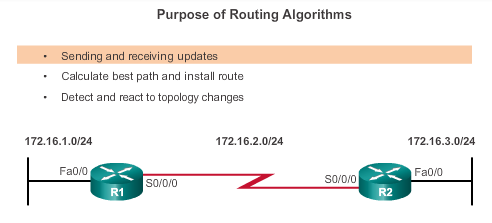 Purpose of Routing Algorithms
• Sending and receiving updates
• Calculate best path and install route
• Detect and react to topology changes
172.16.1.0/24 172.16.2.0/24 172.16.3.0/24
Fa0/0 S0/0/0 S0/0/0 Fa0/0
R1 R2